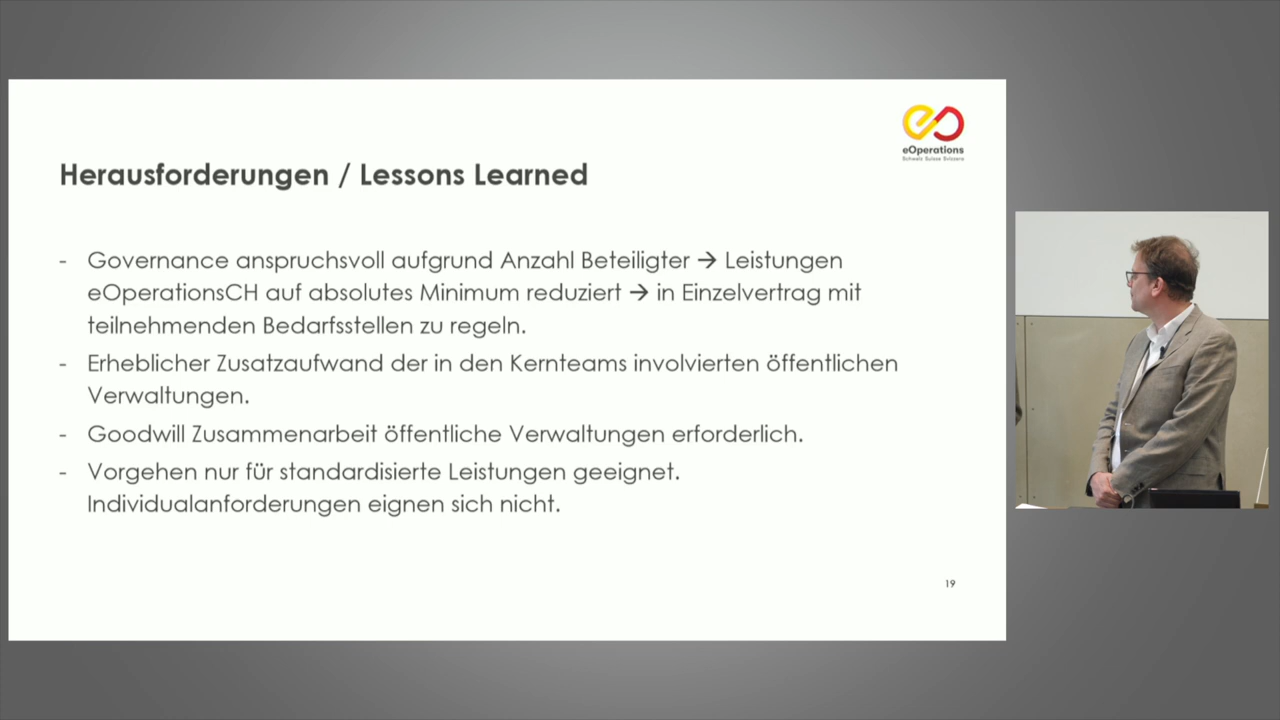 eOperations
Schweiz Suisse Svizzera
Herausforderungen / Lessons Learned
- Governance anspruchsvoll aufgrund Anzahl Beteiligter → Leistungen
eOperationsCH auf absolutes Minimum reduziert → in Einzelvertrag mit
teilnehmenden Bedarfsstellen zu regeln.
- Erheblicher Zusatzaufwand der in den Kernteams involvierten öffentlichen
Verwaltungen.
- Goodwill Zusammenarbeit öffentliche Verwaltungen erforderlich.
- Vorgehen nur für standardisierte Leistungen geeignet.
Individualanforderungen eignen sich nicht.
19